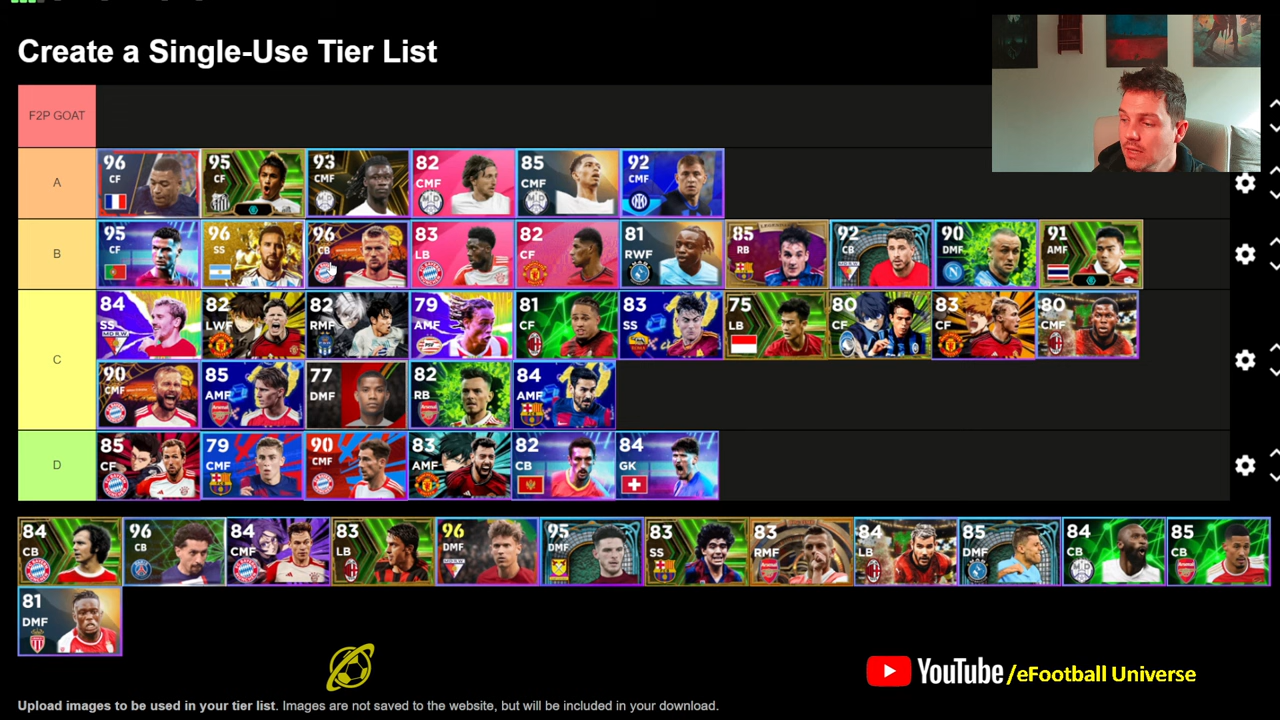 Create a Single-Use Tier List
F2P GOAT
A
96 CF
95 CF
93 CMF
82 CMF
85 CMF
92 CMF
B
95 CF
96 SS
96 CB
83 LB
82 CF
81 RWF
85 RB
92 CB
90 DMF
91 AMF
C
84 SS
82 LWF
82 RMF
79 AMF
81 CF
83 SS
75 LB
80 CF
83 CF
80 CMF
90 CMF
85 AMF
77 DMF
82 RB
84 AMF
D
85 CF
79 CMF
90 CMF
83 AMF
82 CB
84 GK
84 CB
96 CB
84 CMF
83 LB
96 DMF
95 DMF
83 SS
83 RMF
84 LB
85 DMF
84 CB
85 CB
81 DMF
YouTube /eFootball Universe
Upload images to be used in your tier list. Images are not saved to the website, but will be included in your download.